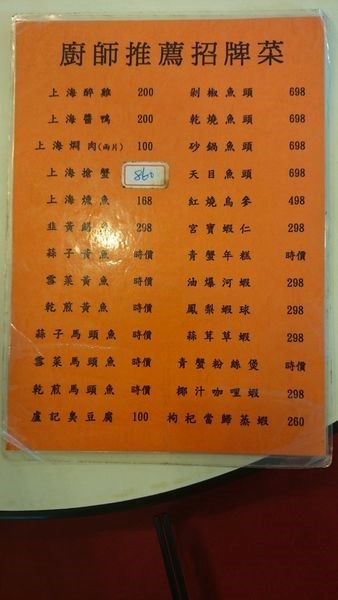 廚師推薦招牌菜
上海醉雞 200
上海醬鴨 200
上海燜肉(兩片) 100
上海搶蟹 860
上海燻魚 168
韭黃鱔魚 298
蒜子黃魚 時價
雪菜黃魚 時價
乾煎黃魚 時價
蒜子馬頭魚 時價
雪菜馬頭魚 時價
乾煎馬頭魚 時價
盧記臭豆腐 100
剁椒魚頭 698
乾燒魚頭 698
砂鍋魚頭 698
天目魚頭 698
紅燒烏參 498
宮寶蝦仁 298
青蟹年糕 時價
油爆河蝦 298
鳳梨蝦球 298
蒜茸草蝦 298
青蟹粉絲煲 時價
椰汁咖哩蝦 298
枸杞當歸蒸蝦 260